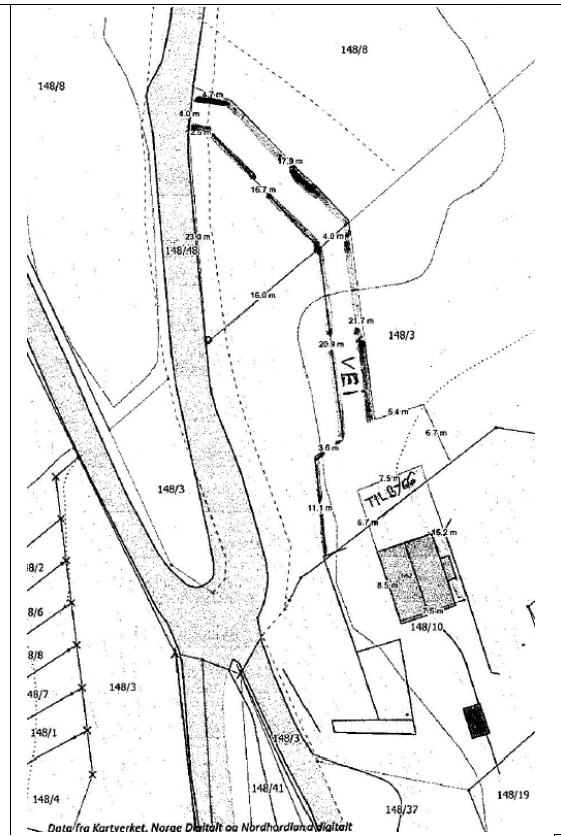 148/8
148/8
4.7 m
4.0 m
2.5 m
17.9 m
16.7 m
4.0 m
148/48
16.0 m
21.7 m
148/3
20.9 m
VEI
5.4 m
3.6 m
6.7 m
7.5 m
TILBYGG
148/3
11.1 m
6.7 m
15.2 m
8.5 m
7.5 m
148/10
8/2
8/6
8/8
148/3
48/7
148/1
148/3
148/4
148/41
148/37
148/19
Data fra Kartverket, Norge Digitalt og Nordhordland digitalt